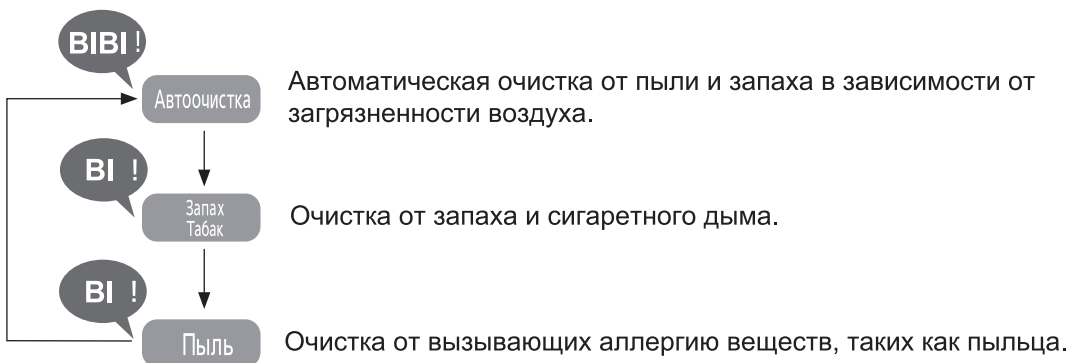 BIBI !
Автоочистка
Автоматическая очистка от пыли и запаха в зависимости от
загрязненности воздуха.
BI !
Запах
Табак
Очистка от запаха и сигаретного дыма.
BI !
Пыль
Очистка от вызывающих аллергию веществ, таких как пыльца.